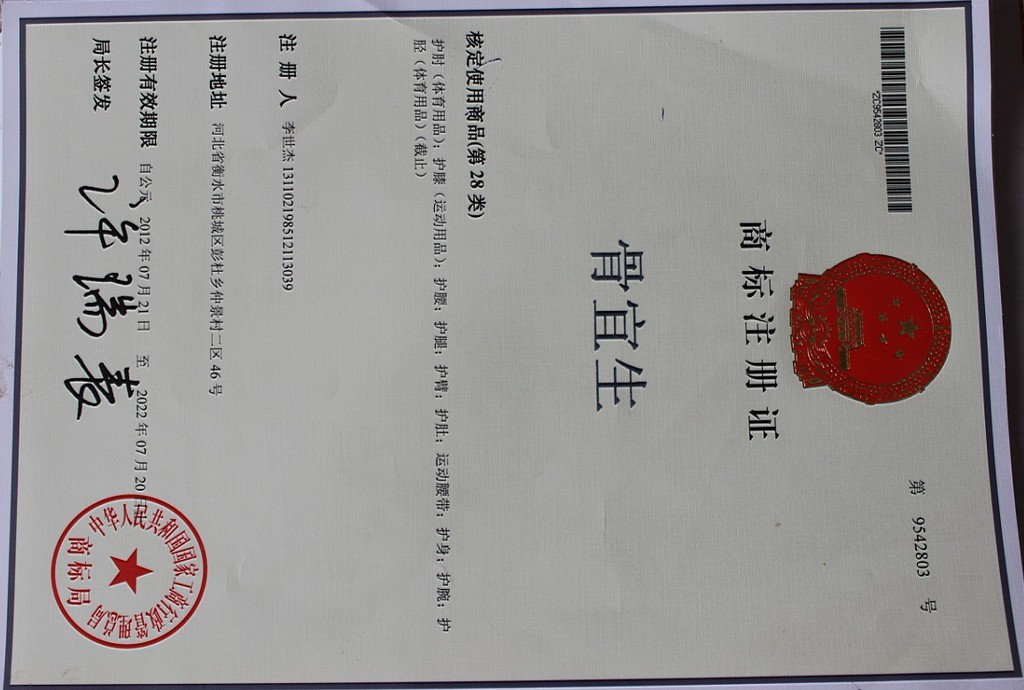 *ZC9542803 ZC*
第 9542803 号
商标注册证
骨宜生
核定使用商品(第 28 类)
护肘（体育用品）；护膝（运动用品）；护腰；护腿；护臂；护肚；运动腰带；护身；护腕；护
胫（体育用品）（截止）
注册人 李世杰 131102198512113039
注册地址 河北省衡水市桃城区彭杜乡仲景村二区 46 号
注册有效期限 自公元 2012 年 07 月 21 日 至 2022 年 07 月 20 日
局长签发
中华人民共和国国家工商行政管理总局
商标局